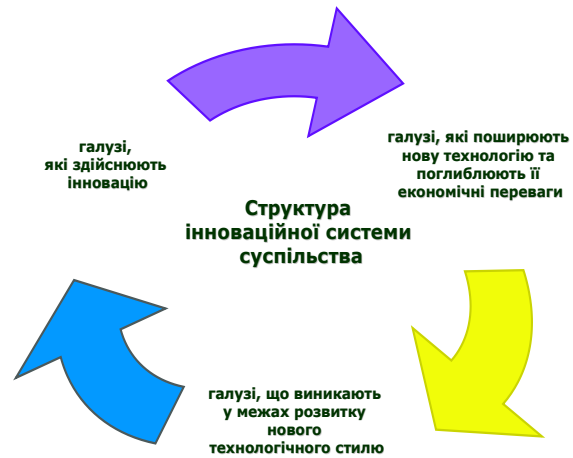 галузі,
які здійснюють
інновацію
галузі, які поширюють
нову технологію та
поглиблюють її
економічні переваги
Структура
інноваційної системи
суспільства
галузі, що виникають
у межах розвитку
нового
технологічного стилю